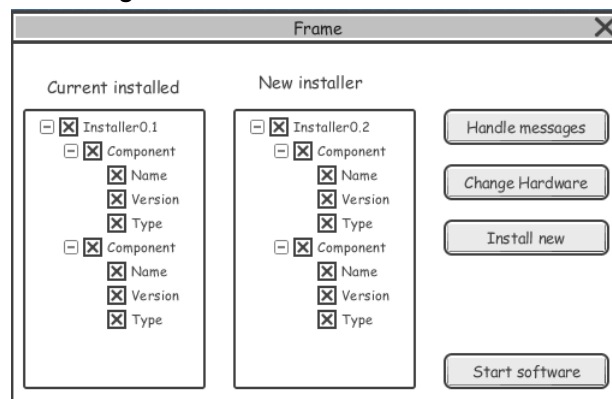 Frame
Current installed
New installer
Installer0.1
Component
Name
Version
Type
Component
Name
Version
Type
Installer0.2
Component
Name
Version
Type
Component
Name
Version
Type
Handle messages
Change Hardware
Install new
Start software